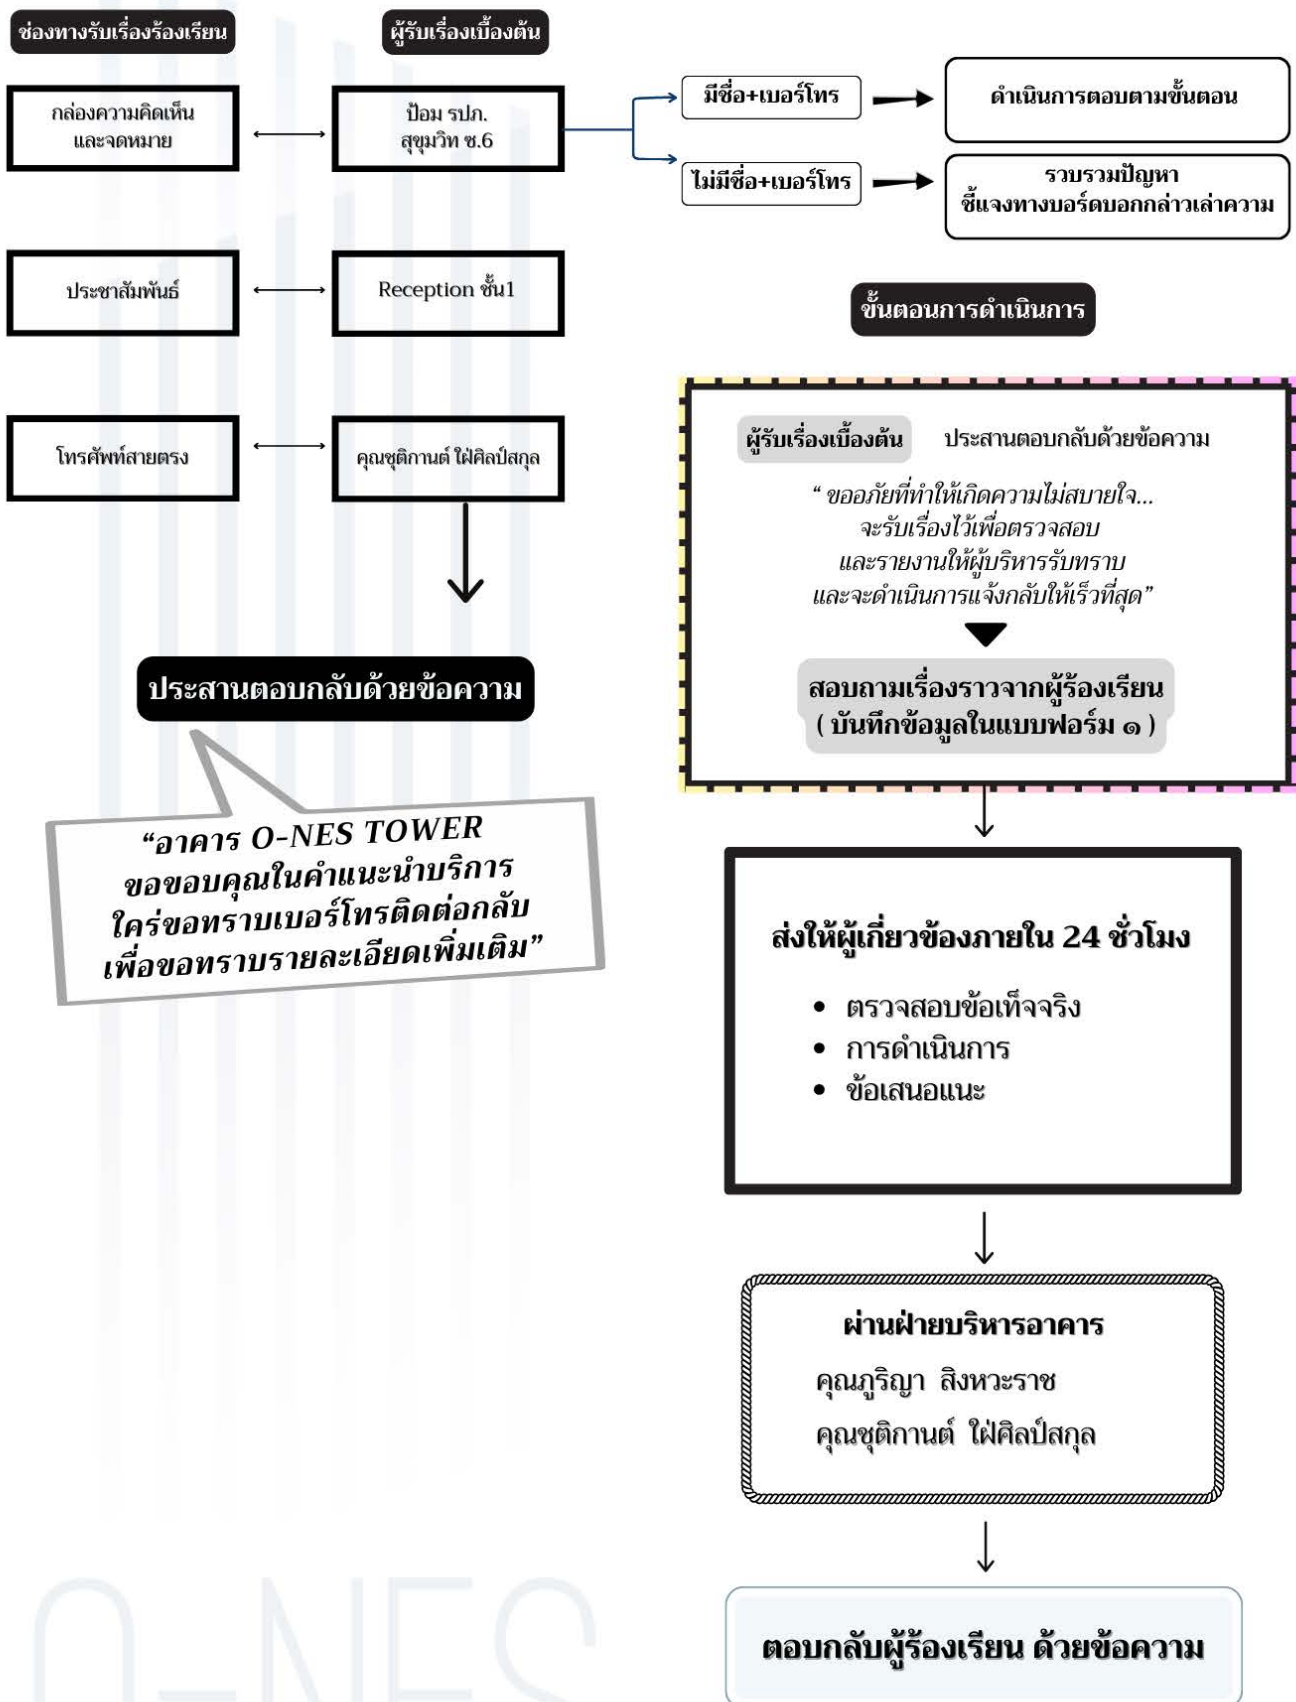 ช่องทางรับเรื่องร้องเรียน
ผู้รับเรื่องเบื้องต้น
กล่องความคิดเห็น
และจดหมาย
ป้อม รปภ.
สุขุมวิท ซ.6
มีชื่อ+เบอร์โทร
ดำเนินการตอบตามขั้นตอน
ไม่มีชื่อ+เบอร์โทร
รวบรวมปัญหา
ชี้แจงทางบอร์ดบอกกล่าวเล่าความ
ประชาสัมพันธ์
Reception ชั้น1
โทรศัพท์สายตรง
คุณชุติกานต์ ใฝ่ศิลป์สกุล
ประสานตอบกลับด้วยข้อความ
“อาคาร O-NES TOWER
ขอขอบคุณในคำแนะนำบริการ
ใคร่ขอทราบเบอร์โทรติดต่อกลับ
เพื่อขอทราบรายละเอียดเพิ่มเติม”
ขั้นตอนการดำเนินการ
ผู้รับเรื่องเบื้องต้น ประสานตอบกลับด้วยข้อความ
“ ขออภัยที่ทำให้เกิดความไม่สบายใจ...
จะรับเรื่องไว้เพื่อตรวจสอบ
และรายงานให้ผู้บริหารรับทราบ
และจะดำเนินการแจ้งกลับให้เร็วที่สุด”
สอบถามเรื่องราวจากผู้ร้องเรียน
( บันทึกข้อมูลในแบบฟอร์ม ๑ )
ส่งให้ผู้เกี่ยวข้องภายใน 24 ชั่วโมง
• ตรวจสอบข้อเท็จจริง
• การดำเนินการ
• ข้อเสนอแนะ
ผ่านฝ่ายบริหารอาคาร
คุณภูริญา สิงหวะราช
คุณชุติกานต์ ใฝ่ศิลป์สกุล
ตอบกลับผู้ร้องเรียน ด้วยข้อความ
O-NES